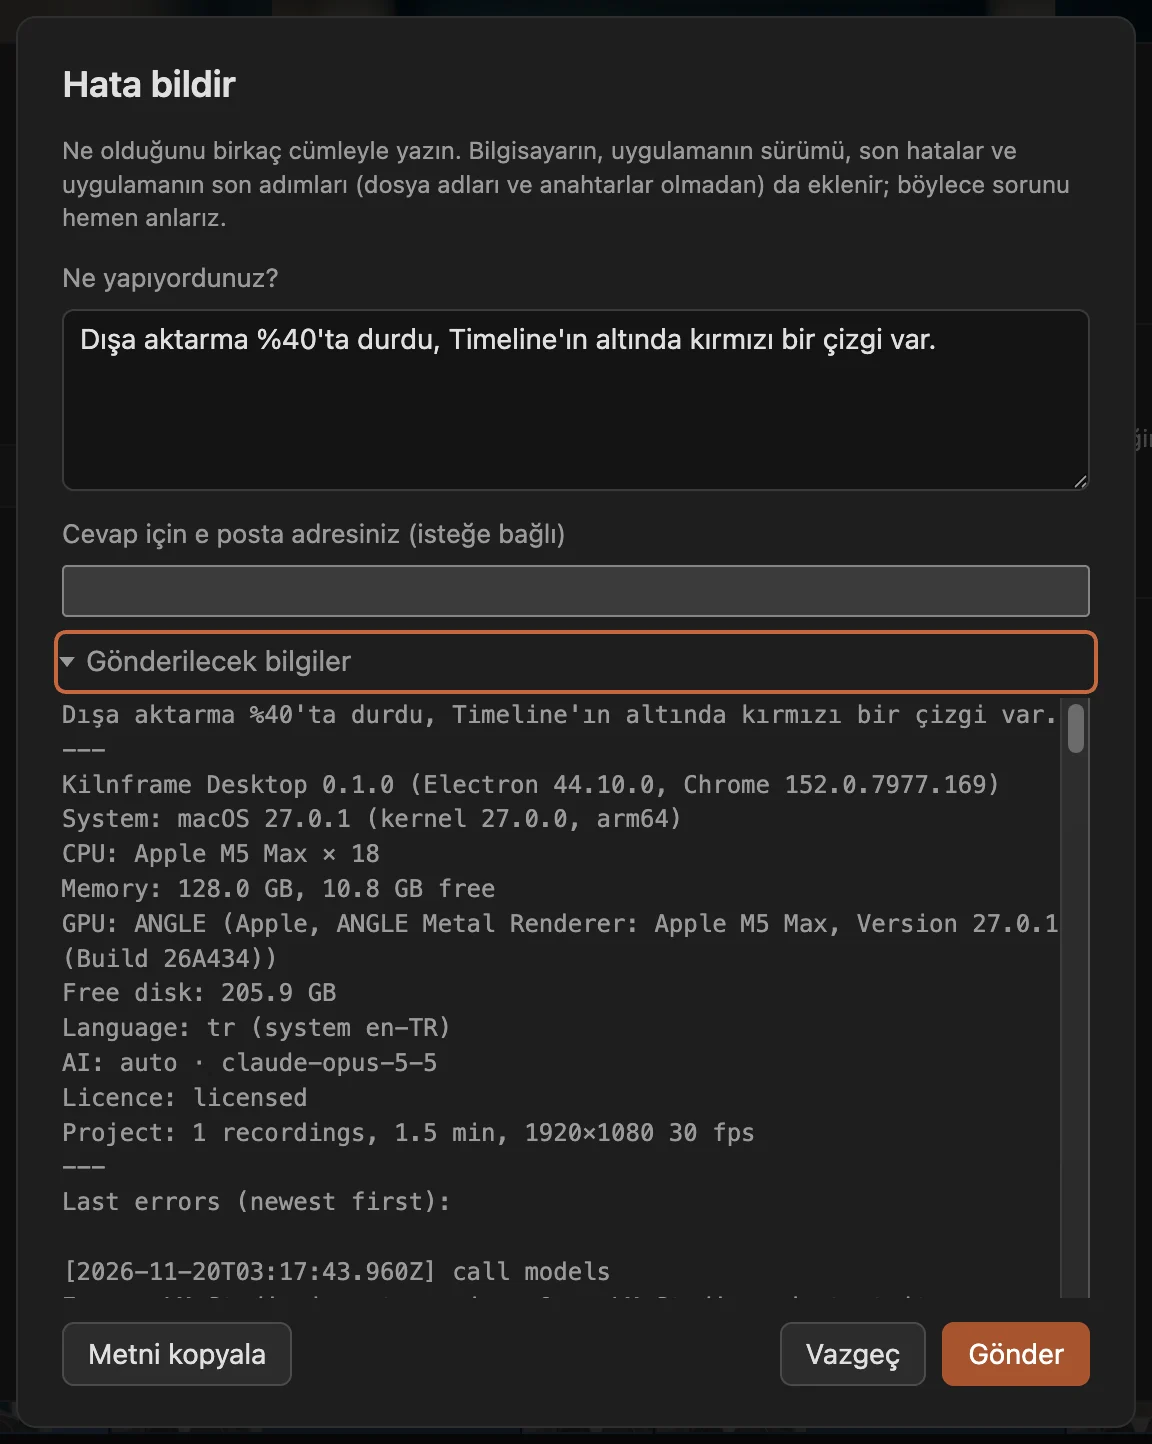 Hata bildir
Ne olduğunu birkaç cümleyle yazın. Bilgisayarın, uygulamanın sürümü, son hatalar ve
uygulamanın son adımları (dosya adları ve anahtarlar olmadan) da eklenir; böylece sorunu
hemen anlarız.
Ne yapıyordunuz?
Dışa aktarma %40'ta durdu, Timeline'ın altında kırmızı bir çizgi var.
Cevap için e posta adresiniz (isteğe bağlı)
Gönderilecek bilgiler
Dışa aktarma %40'ta durdu, Timeline'ın altında kırmızı bir çizgi var.
---
Kilnframe Desktop 0.1.0 (Electron 44.10.0, Chrome 152.0.7977.169)
System: macOS 27.0.1 (kernel 27.0.0, arm64)
CPU: Apple M5 Max × 18
Memory: 128.0 GB, 10.8 GB free
GPU: ANGLE (Apple, ANGLE Metal Renderer: Apple M5 Max, Version 27.0.1
(Build 26A434))
Free disk: 205.9 GB
Language: tr (system en-TR)
AI: auto · claude-opus-5-5
Licence: licensed
Project: 1 recordings, 1.5 min, 1920×1080 30 fps
---
Last errors (newest first):
[2026-11-20T03:17:43.960Z] call models
Metni kopyala
Vazgeç
Gönder